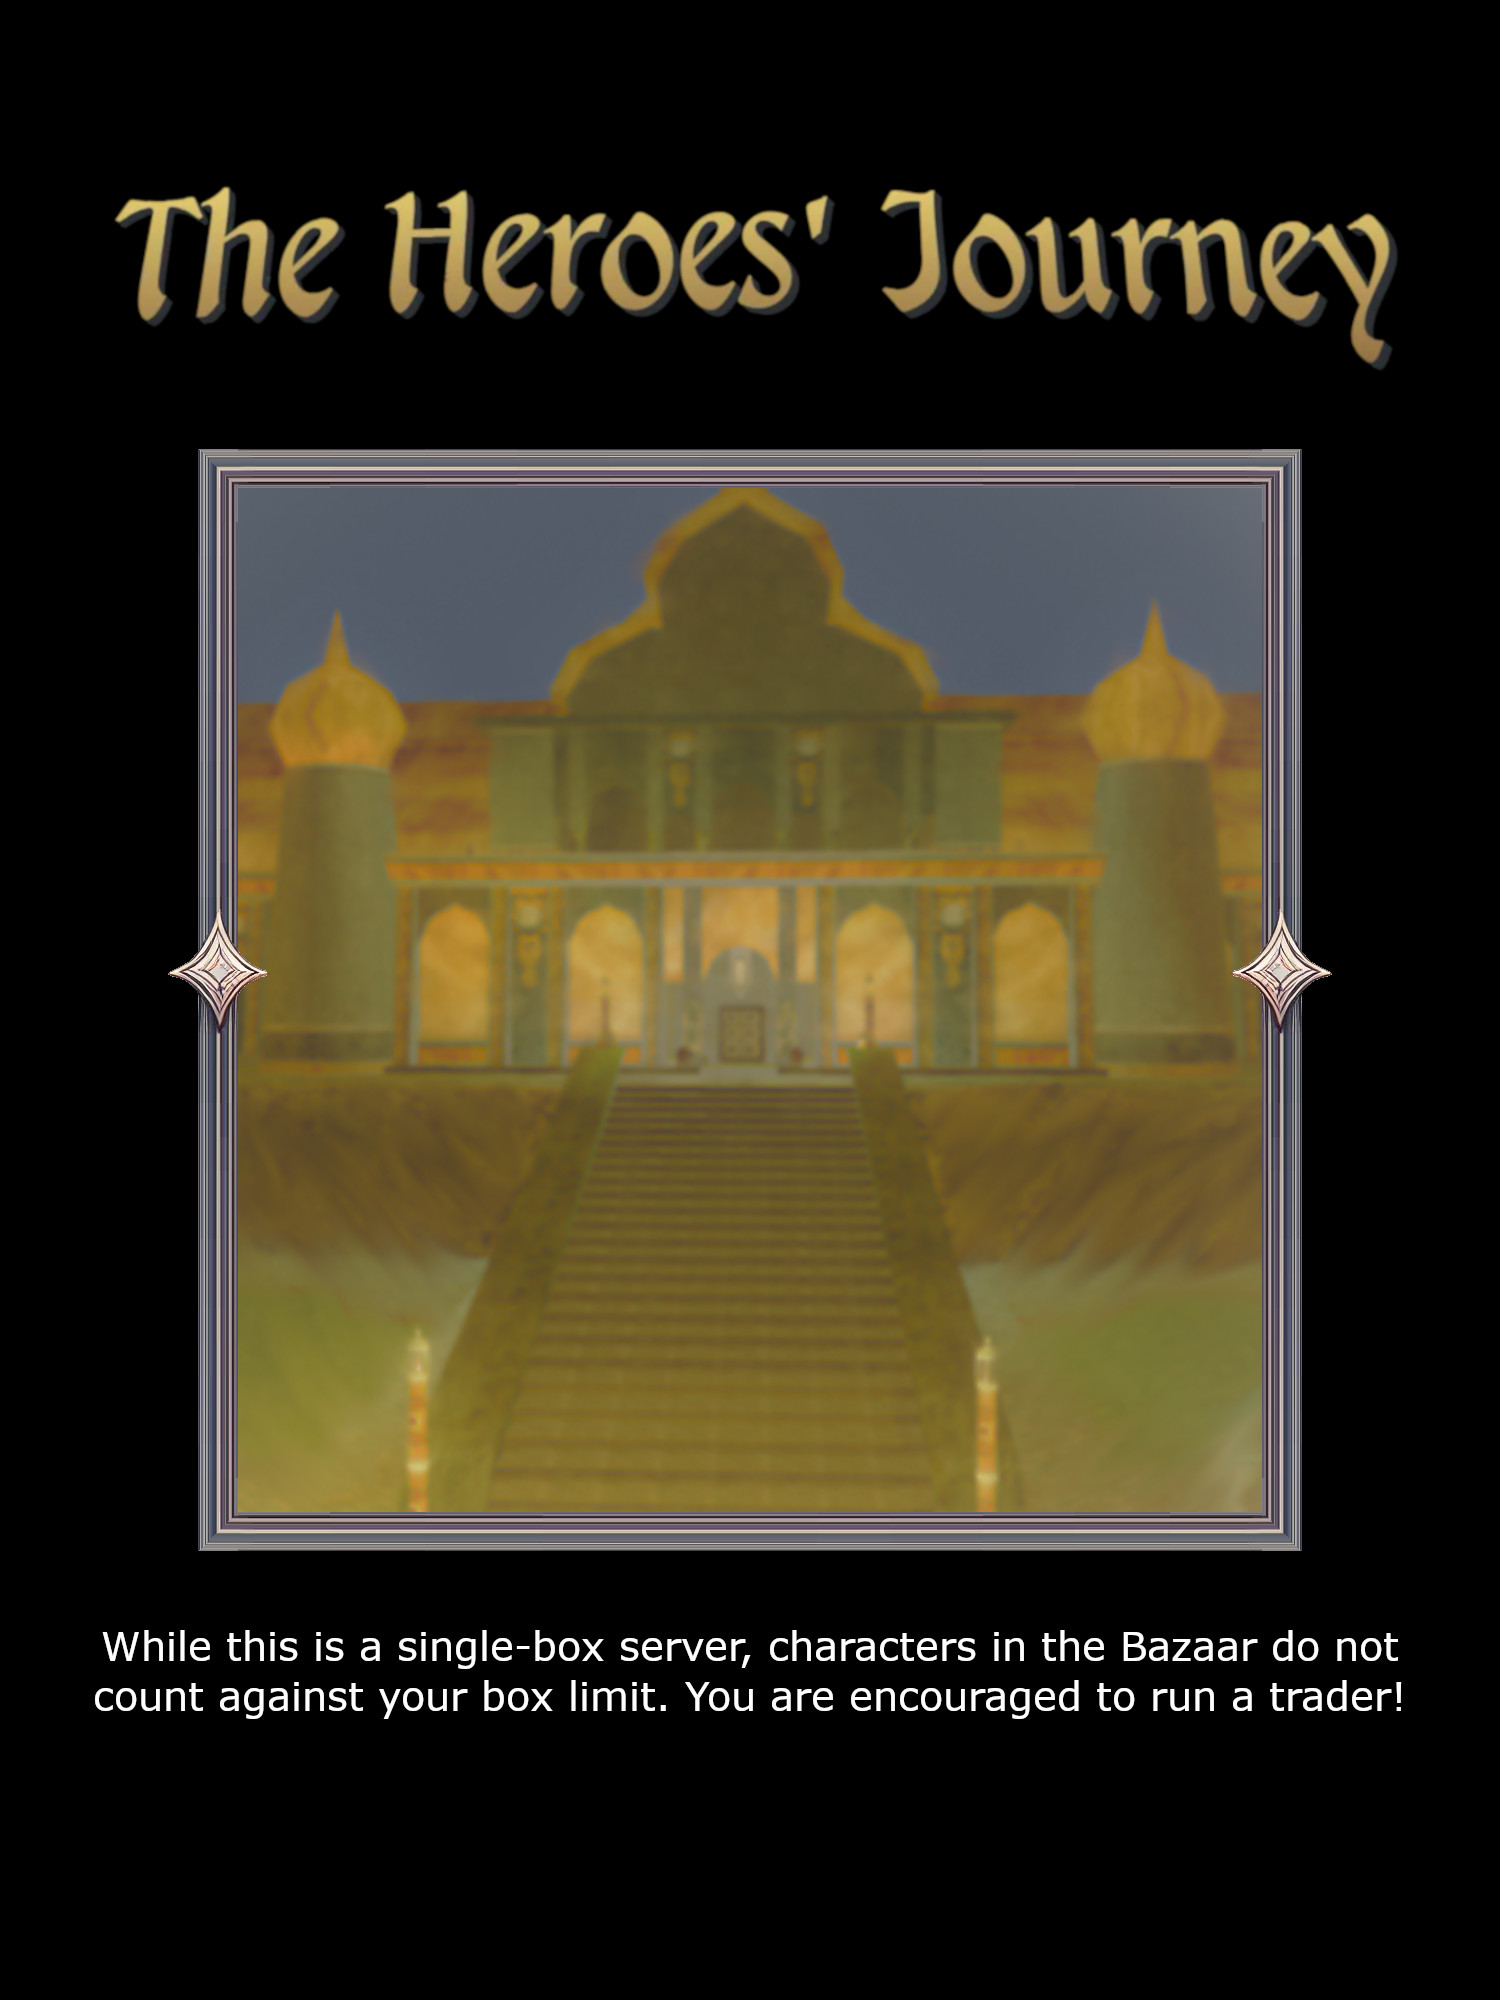 The Heroes' Journey
While this is a single-box server, characters in the Bazaar do not
count against your box limit. You are encouraged to run a trader!